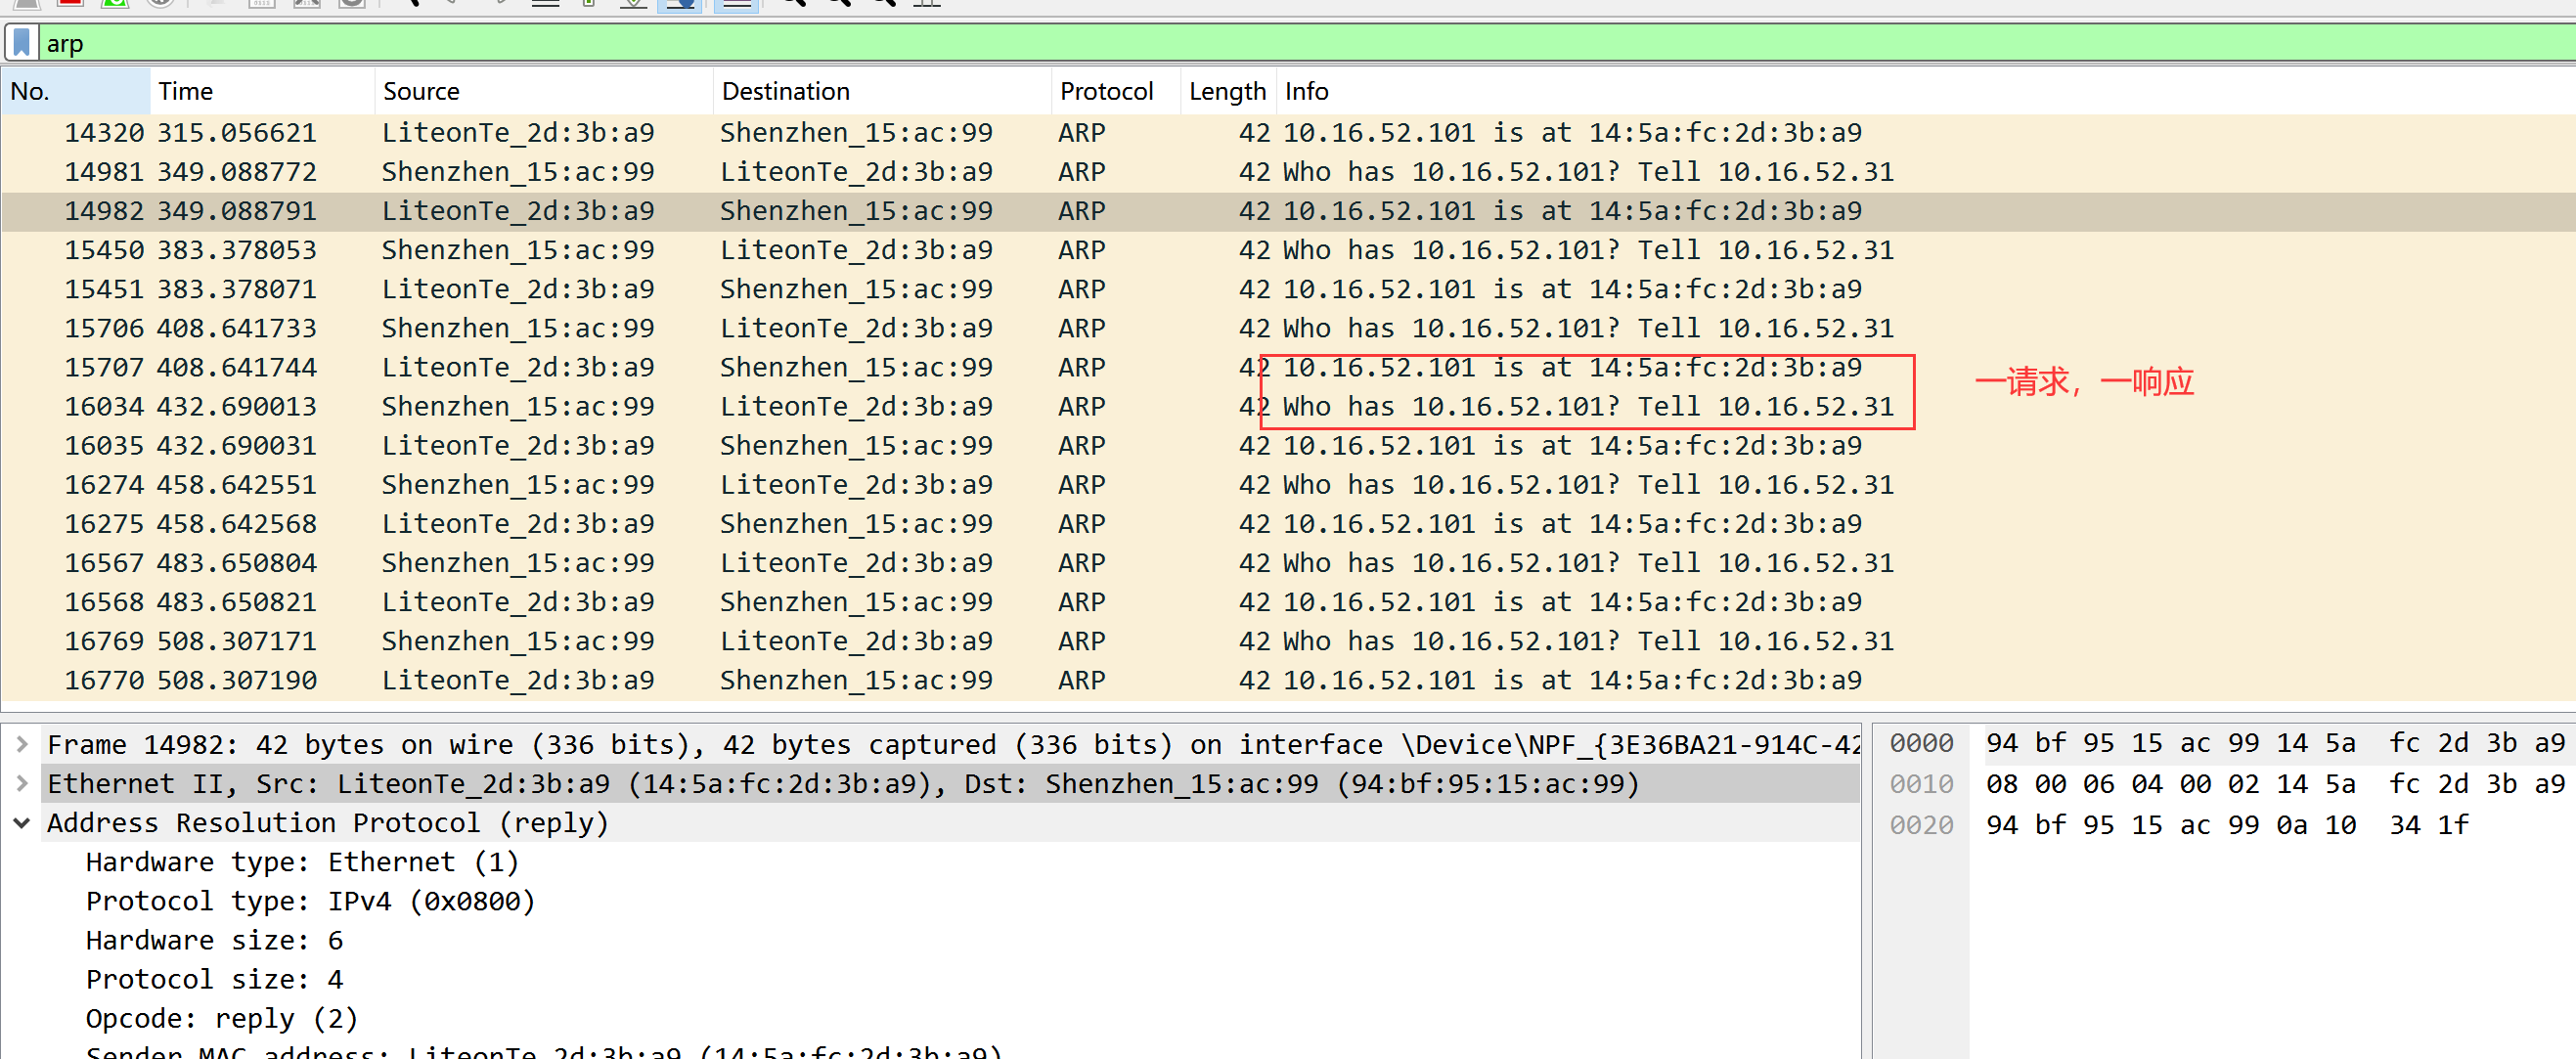 arp
No. Time Source Destination Protocol Length Info
14320 315.056621 LiteonTe_2d:3b:a9 Shenzhen_15:ac:99 ARP 42 10.16.52.101 is at 14:5a:fc:2d:3b:a9
14981 349.088772 Shenzhen_15:ac:99 LiteonTe_2d:3b:a9 ARP 42 Who has 10.16.52.101? Tell 10.16.52.31
14982 349.088791 LiteonTe_2d:3b:a9 Shenzhen_15:ac:99 ARP 42 10.16.52.101 is at 14:5a:fc:2d:3b:a9
15450 383.378053 Shenzhen_15:ac:99 LiteonTe_2d:3b:a9 ARP 42 Who has 10.16.52.101? Tell 10.16.52.31
15451 383.378071 LiteonTe_2d:3b:a9 Shenzhen_15:ac:99 ARP 42 10.16.52.101 is at 14:5a:fc:2d:3b:a9
15706 408.641733 Shenzhen_15:ac:99 LiteonTe_2d:3b:a9 ARP 42 Who has 10.16.52.101? Tell 10.16.52.31
15707 408.641744 LiteonTe_2d:3b:a9 Shenzhen_15:ac:99 ARP 42 10.16.52.101 is at 14:5a:fc:2d:3b:a9
一请求，一响应
16034 432.690013 Shenzhen_15:ac:99 LiteonTe_2d:3b:a9 ARP 42 Who has 10.16.52.101? Tell 10.16.52.31
16035 432.690031 LiteonTe_2d:3b:a9 Shenzhen_15:ac:99 ARP 42 10.16.52.101 is at 14:5a:fc:2d:3b:a9
16274 458.642551 Shenzhen_15:ac:99 LiteonTe_2d:3b:a9 ARP 42 Who has 10.16.52.101? Tell 10.16.52.31
16275 458.642568 LiteonTe_2d:3b:a9 Shenzhen_15:ac:99 ARP 42 10.16.52.101 is at 14:5a:fc:2d:3b:a9
16567 483.650804 Shenzhen_15:ac:99 LiteonTe_2d:3b:a9 ARP 42 Who has 10.16.52.101? Tell 10.16.52.31
16568 483.650821 LiteonTe_2d:3b:a9 Shenzhen_15:ac:99 ARP 42 10.16.52.101 is at 14:5a:fc:2d:3b:a9
16769 508.307171 Shenzhen_15:ac:99 LiteonTe_2d:3b:a9 ARP 42 Who has 10.16.52.101? Tell 10.16.52.31
16770 508.307190 LiteonTe_2d:3b:a9 Shenzhen_15:ac:99 ARP 42 10.16.52.101 is at 14:5a:fc:2d:3b:a9
Frame 14982: 42 bytes on wire (336 bits), 42 bytes captured (336 bits) on interface \Device\NPF_{3E36BA21-914C-42
Ethernet II, Src: LiteonTe_2d:3b:a9 (14:5a:fc:2d:3b:a9), Dst: Shenzhen_15:ac:99 (94:bf:95:15:ac:99)
Address Resolution Protocol (reply)
Hardware type: Ethernet (1)
Protocol type: IPv4 (0x0800)
Hardware size: 6
Protocol size: 4
Opcode: reply (2)
Sender MAC address: LiteonTe_2d:3b:a9 (14:5a:fc:2d:3b:a9)
0000 94 bf 95 15 ac 99 14 5a fc 2d 3b a9
0010 08 00 06 04 00 02 14 5a fc 2d 3b a9
0020 94 bf 95 15 ac 99 0a 10 34 1f